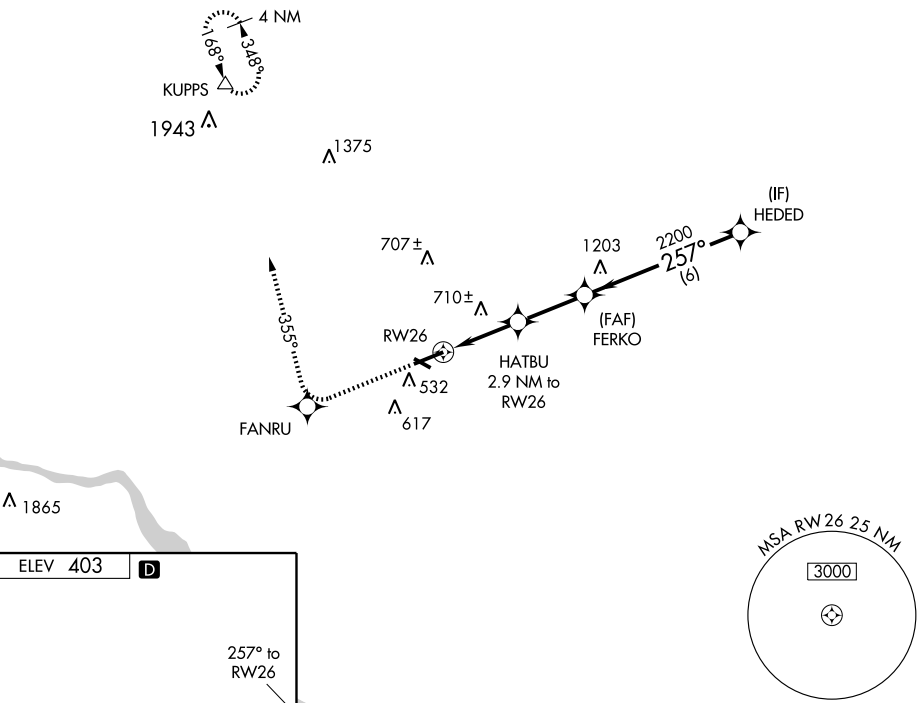 4 NM
168°
348°
KUPPS
1943
1375
(IF)
HEDED
707±
1203
2200
257°
(6)
710±
355°
RW26
(FAF)
FERKO
HATBU
2.9 NM to
RW26
532
FANRU
617
1865
MSA RW26 25 NM
ELEV 403
D
3000
257° to
RW26